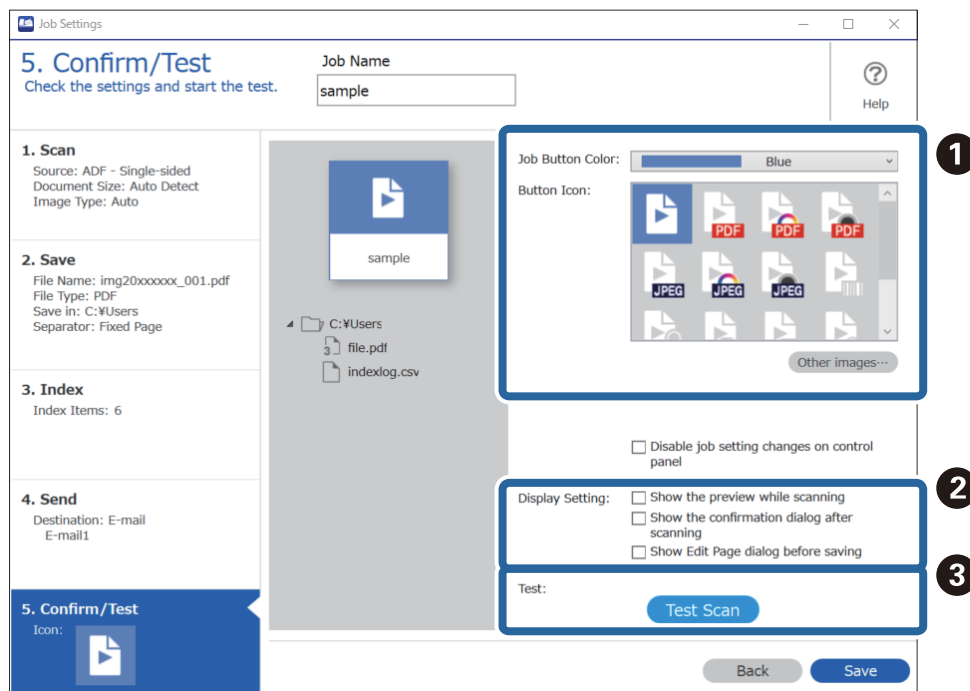 Job Settings
5. Confirm/Test
Check the settings and start the test.
Job Name
sample
Help
1. Scan
Source: ADF - Single-sided
Document Size: Auto Detect
Image Type: Auto
2. Save
File Name: img20xxxxxx_001.pdf
File Type: PDF
Save in: C:¥Users
Separator: Fixed Page
3. Index
Index Items: 6
4. Send
Destination: E-mail
E-mail1
5. Confirm/Test
Icon:
sample
C:¥Users
3 file.pdf
indexlog.csv
1
Job Button Color: Blue
Button Icon:
PDF PDF PDF
JPEG JPEG JPEG
Other images···
Disable job setting changes on control
panel
2
Display Setting: Show the preview while scanning
Show the confirmation dialog after
scanning
Show Edit Page dialog before saving
3
Test:
Test Scan
Back Save